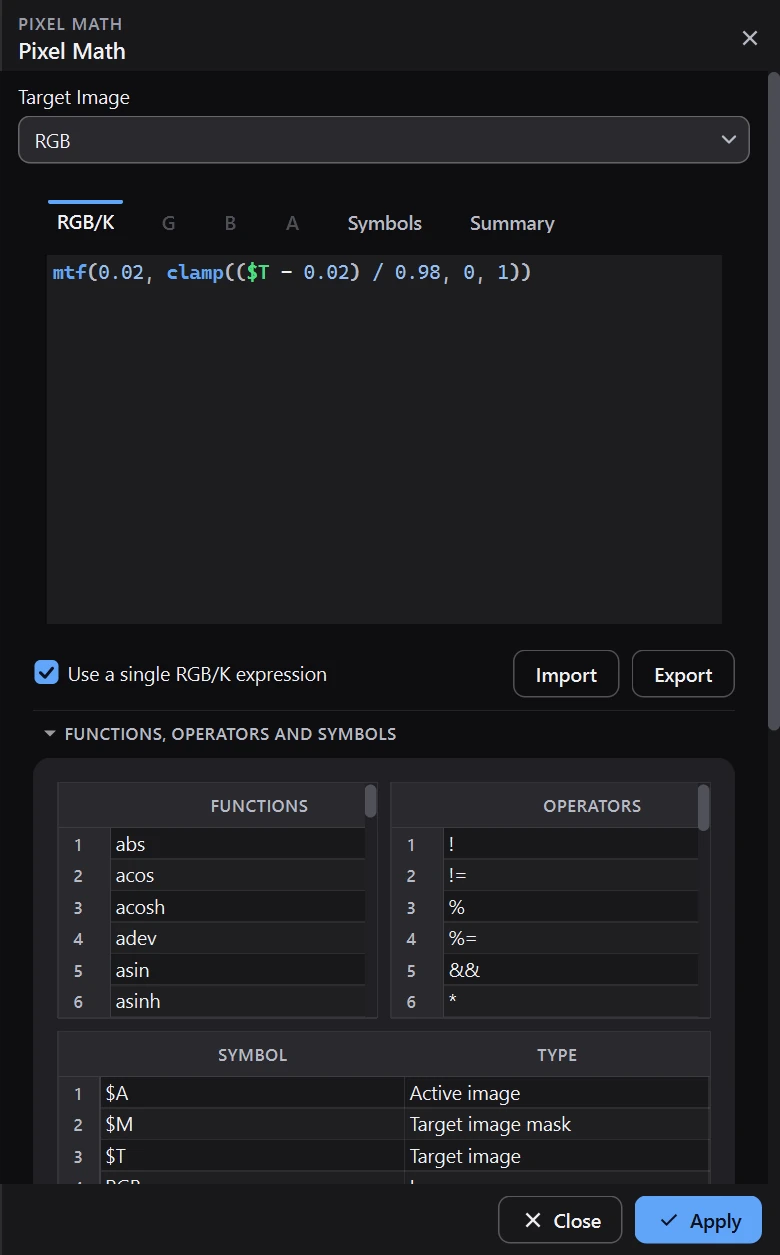 PIXEL MATH
Pixel Math
Target Image
RGB
RGB/K G B A Symbols Summary
mtf(0.02, clamp(($T - 0.02) / 0.98, 0, 1))
Use a single RGB/K expression
Import
Export
FUNCTIONS, OPERATORS AND SYMBOLS
FUNCTIONS
1 abs
2 acos
3 acosh
4 adev
5 asin
6 asinh
OPERATORS
1 !
2 !=
3 %
4 %=
5 &&
6 *
SYMBOL TYPE
1 $A Active image
2 $M Target image mask
3 $T Target image
Close
Apply